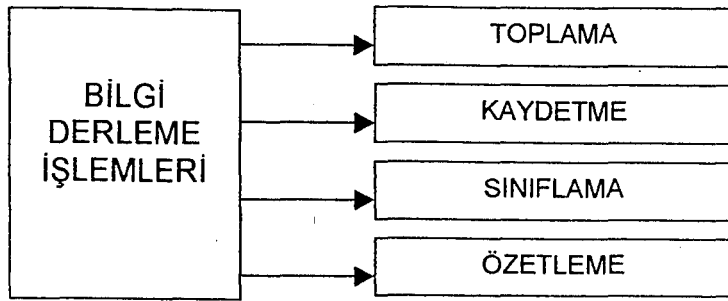 BİLGİ
DERLEME
İŞLEMLERİ
TOPLAMA
KAYDETME
SINIFLAMA
ÖZETLEME